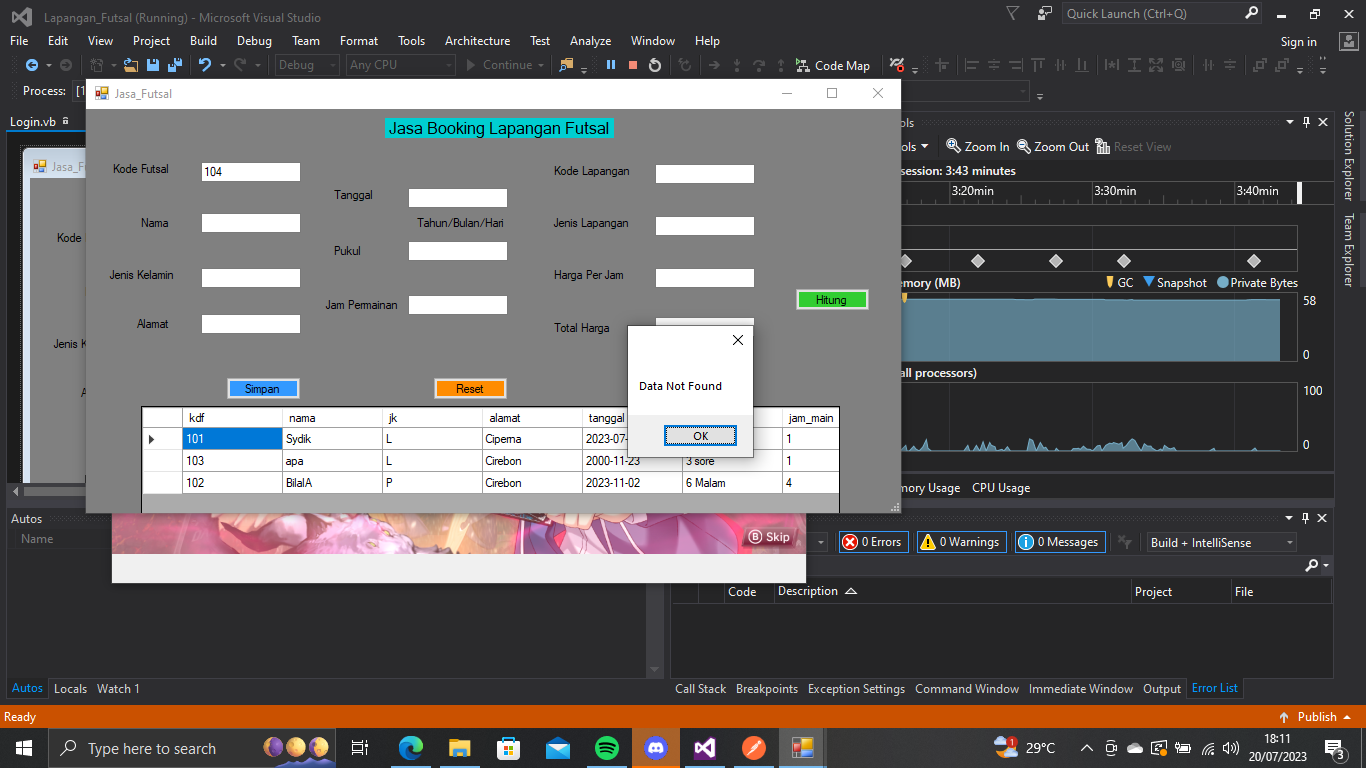 Lapangan_Futsal (Running) - Microsoft Visual Studio
Quick Launch (Ctrl+Q)
File Edit View Project Build Debug Team Format Tools Architecture Test Analyze Window Help
Sign in
Debug Any CPU Continue Code Map
Process: [1
Jasa_Futsal
Login.vb
Jasa Booking Lapangan Futsal
Kode Futsal 104
Nama
Jenis Kelamin
Alamat
Tanggal
Tahun/Bulan/Hari
Pukul
Jam Permainan
Kode Lapangan
Jenis Lapangan
Harga Per Jam
Total Harga
Hitung
Simpan
Reset
Data Not Found
OK
kdf nama jk alamat tanggal jam_main
101 Sydik L Ciperna 2023-07- 1
103 apa L Cirebon 2000-11-23 3 sore 1
102 BilalA P Cirebon 2023-11-02 6 Malam 4
Zoom In Zoom Out Reset View
session: 3:43 minutes
3:20min 3:30min 3:40min
emory (MB)
GC Snapshot Private Bytes
58
0
all processors)
100
0
mory Usage CPU Usage
Solution Explorer
Team Explorer
B Skip
Autos
Name
0 Errors 0 Warnings 0 Messages Build + IntelliSense
Code Description Project File
Autos Locals Watch 1
Call Stack Breakpoints Exception Settings Command Window Immediate Window Output Error List
Ready
Publish
Type here to search
1
29°C
18:11
20/07/2023
3